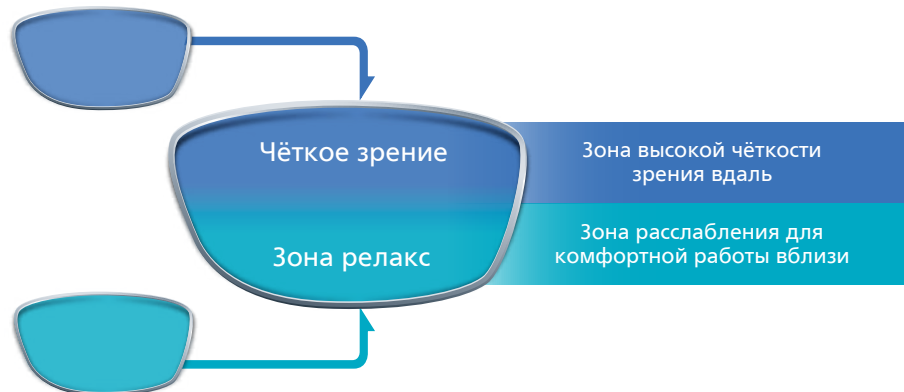 Чёткое зрение
Зона высокой чёткости
зрения вдаль
Зона релакс
Зона расслабления для
комфортной работы вблизи